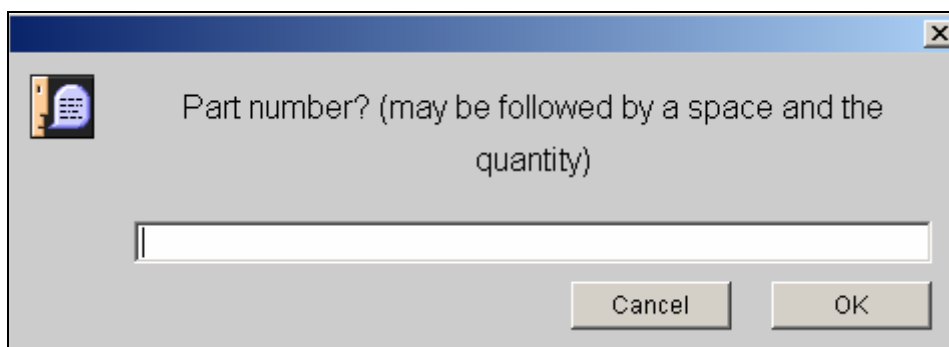 Part number? (may be followed by a space and the
quantity)
Cancel OK